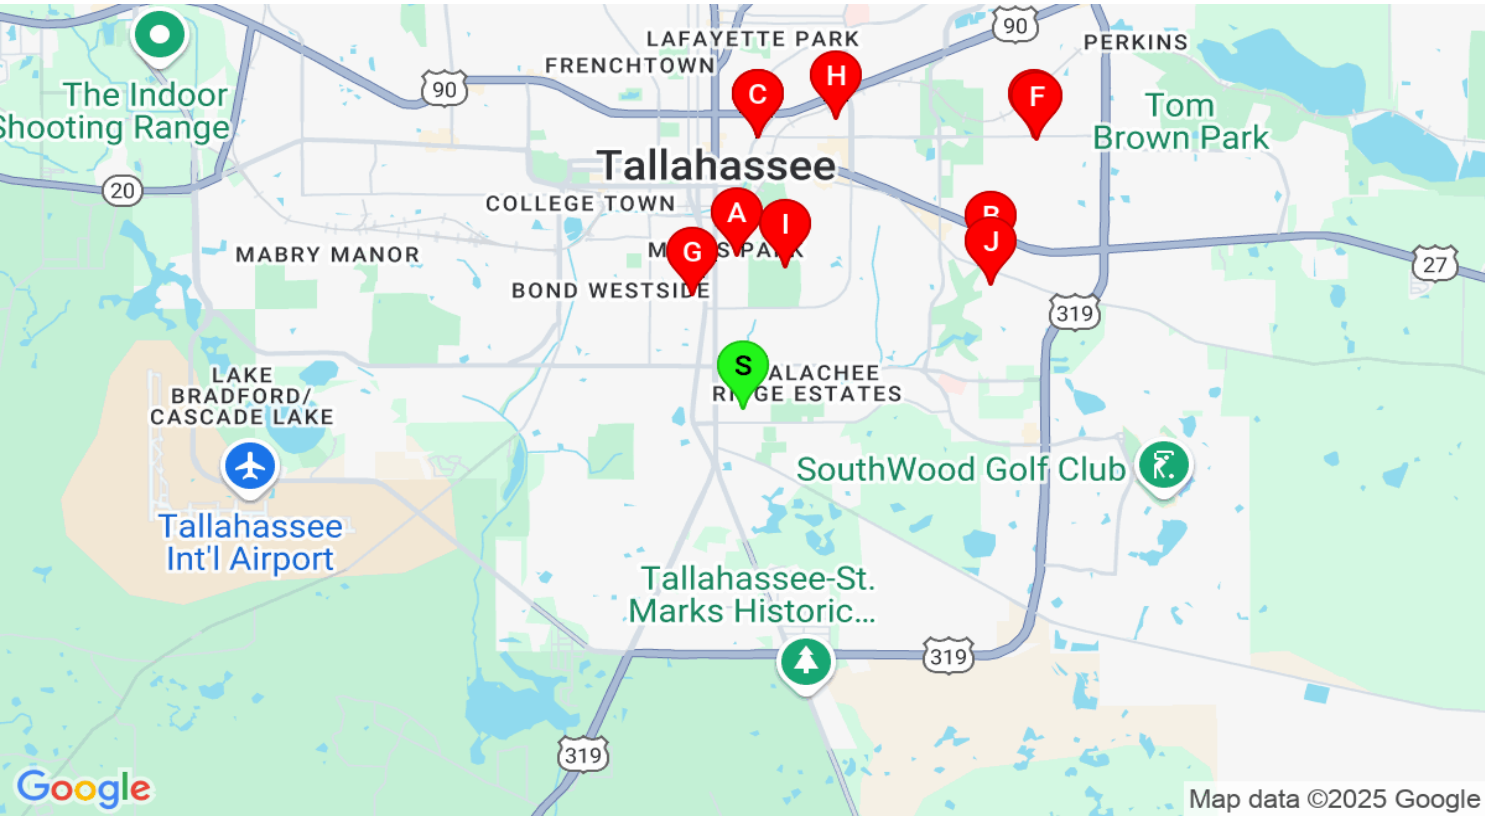 90
LAFAYETTE PARK
PERKINS
FRENCHTOWN
H
90
C
F
The Indoor
Shooting Range
Tom
Brown Park
Tallahassee
20
COLLEGE TOWN
A
I
B
J
MABRY MANOR
G
M S PARK
27
BOND WESTSIDE
319
S
ALACHEE
RI GE ESTATES
LAKE
BRADFORD/
CASCADE LAKE
SouthWood Golf Club
Tallahassee
Int'l Airport
Tallahassee-St.
Marks Historic...
319
319
Google
Map data ©2025 Google